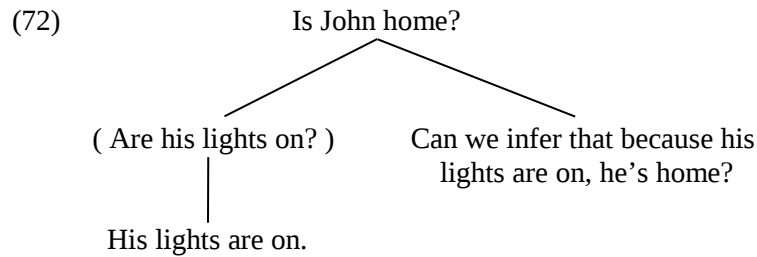 (72) Is John home?
( Are his lights on? ) Can we infer that because his
lights are on, he’s home?
His lights are on.